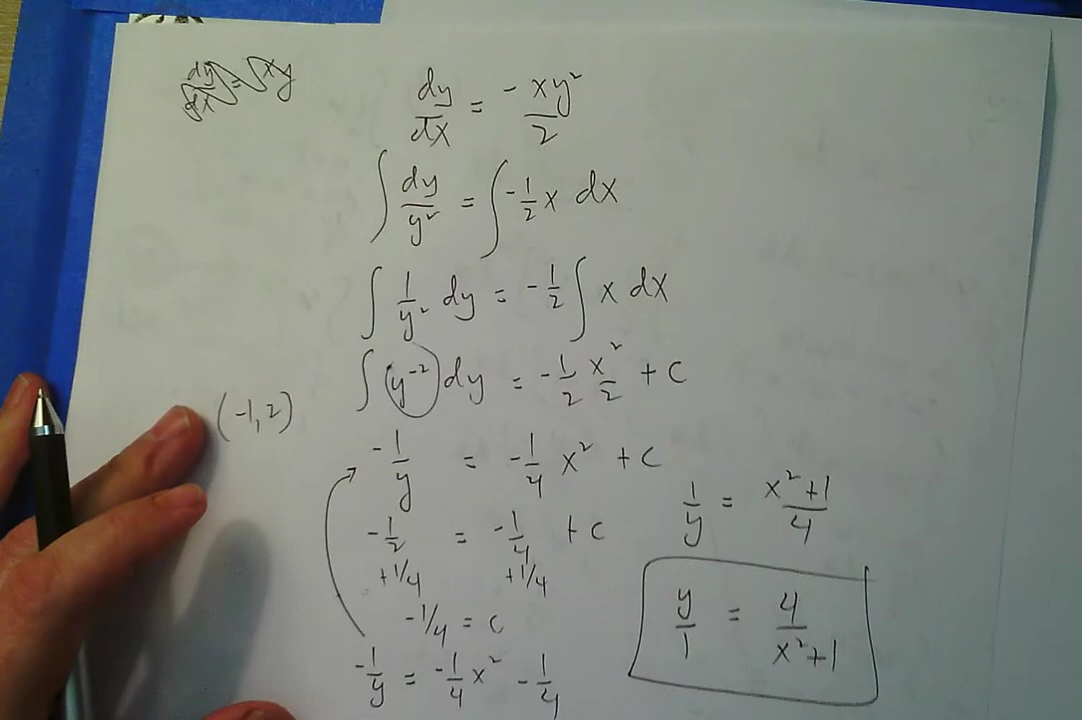 dy/dx = xy
dy/dx = -xy²/2
∫ dy/y² = ∫ -1/2 x dx
∫ 1/y² dy = -1/2 ∫ x dx
∫ (y⁻²) dy = -1/2 x²/2 + C
(-1,2)
-1/y = -1/4 x² + C
-1/2 = -1/4 + C
+1/4 +1/4
-1/4 = C
-1/y = -1/4 x² - 1/4
1/y = x²+1/4
y/1 = 4/x²+1